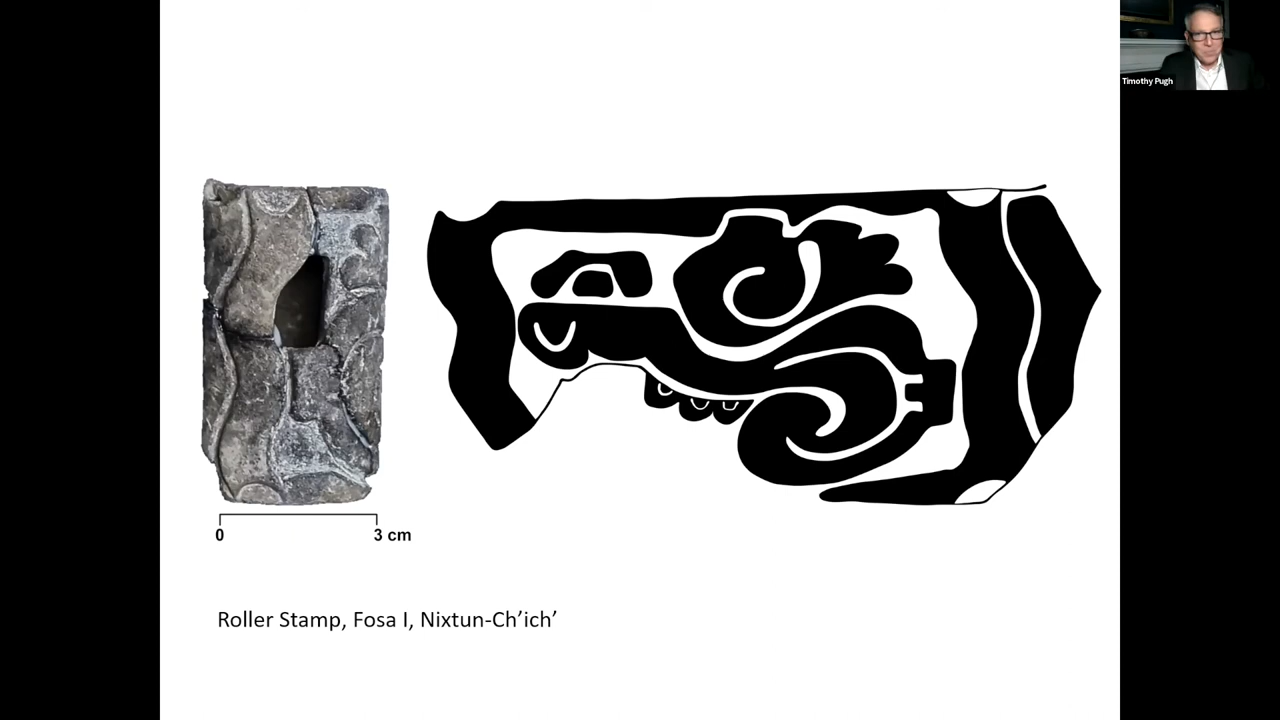 Timothy Pugh
0 3 cm
Roller Stamp, Fosa I, Nixtun-Ch’ich’